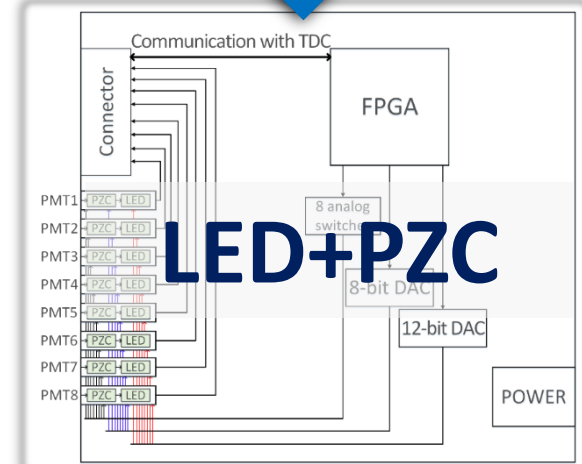 Communication with TDC
Connector
FPGA
PMT1 PZC LED
PMT2 PZC LED
PMT3 PZC LED
PMT4 PZC LED
PMT5 PZC LED
PMT6 PZC LED
PMT7 PZC LED
PMT8 PZC LED
8 analog
switches
LED+PZC
8-bit DAC
12-bit DAC
POWER